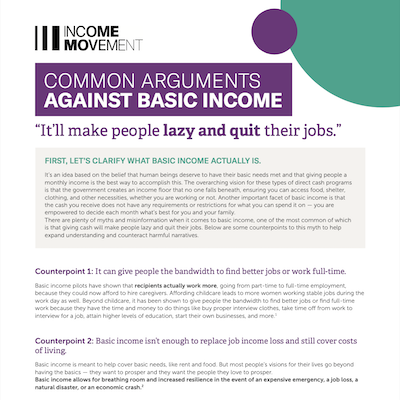 INCOME
MOVEMENT
COMMON ARGUMENTS
AGAINST BASIC INCOME
“It’ll make people lazy and quit their jobs.”
FIRST, LET'S CLARIFY WHAT BASIC INCOME ACTUALLY IS.
It’s an idea based on the belief that human beings deserve to have their basic needs met and that giving people a
monthly income is the best way to accomplish this. The overarching vision for these types of direct cash programs
is that the government creates an income floor that no one falls beneath, ensuring you can access food, shelter,
clothing, and other necessities, whether you are working or not. Another important facet of basic income is that
the cash you receive does not have any requirements or restrictions for what you can spend it on — you are
empowered to decide each month what’s best for you and your family.
There are plenty of myths and misinformation when it comes to basic income, one of the most common of which
is that giving cash will make people lazy and quit their jobs. Below are some counterpoints to this myth to help
expand understanding and counteract harmful narratives.
Counterpoint 1: It can give people the bandwidth to find better jobs or work full-time.
Basic income pilots have shown that recipients actually work more, going from part-time to full-time employment,
because they could now afford to hire caregivers. Affording childcare leads to more women working stable jobs during the
work day as well. Beyond childcare, it has been shown to give people the bandwidth to find better jobs or find full-time
work because they have the time and money to do things like buy proper interview clothes, take time off from work to
interview for a job, attain higher levels of education, start their own businesses, and more.¹
Counterpoint 2: Basic income isn’t enough to replace job income loss and still cover costs
of living.
Basic income is meant to help cover basic needs, like rent and food. But most people’s visions for their lives go beyond
having the basics — they want to prosper and they want the people they love to prosper.
Basic income allows for breathing room and increased resilience in the event of an expensive emergency, a job loss, a
natural disaster, or an economic crash.²